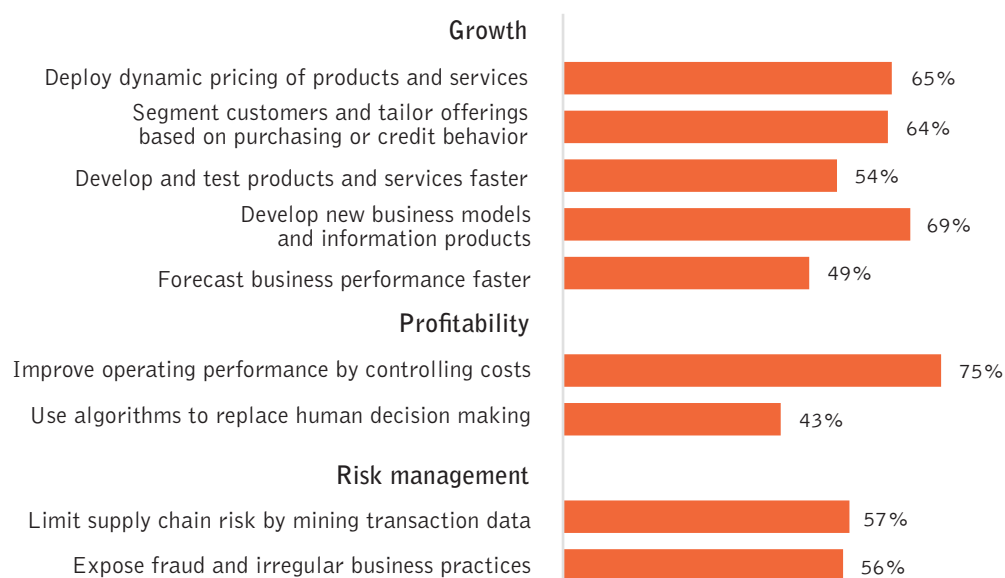 Growth
Deploy dynamic pricing of products and services 65%
Segment customers and tailor offerings
based on purchasing or credit behavior 64%
Develop and test products and services faster 54%
Develop new business models
and information products 69%
Forecast business performance faster 49%
Profitability
Improve operating performance by controlling costs 75%
Use algorithms to replace human decision making 43%
Risk management
Limit supply chain risk by mining transaction data 57%
Expose fraud and irregular business practices 56%